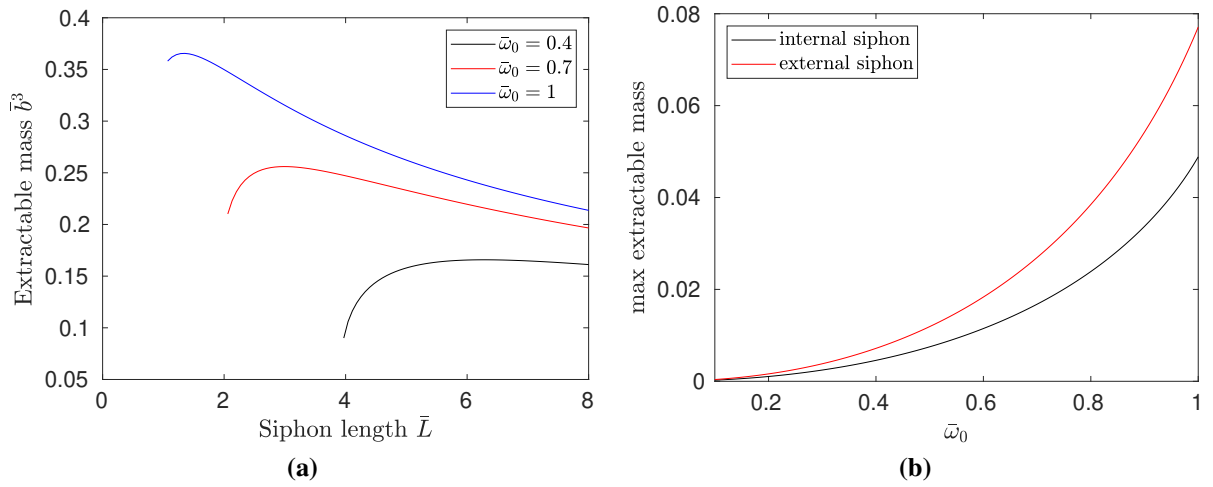 0.4
0.35
0.3
0.25
0.2
0.15
0.1
0.05
Extractable mass b̄³
0 2 4 6 8
Siphon length L̄
ω̄₀ = 0.4
ω̄₀ = 0.7
ω̄₀ = 1
(a)
0.08
0.06
0.04
0.02
0
max extractable mass
0.2 0.4 0.6 0.8 1
ω̄₀
internal siphon
external siphon
(b)